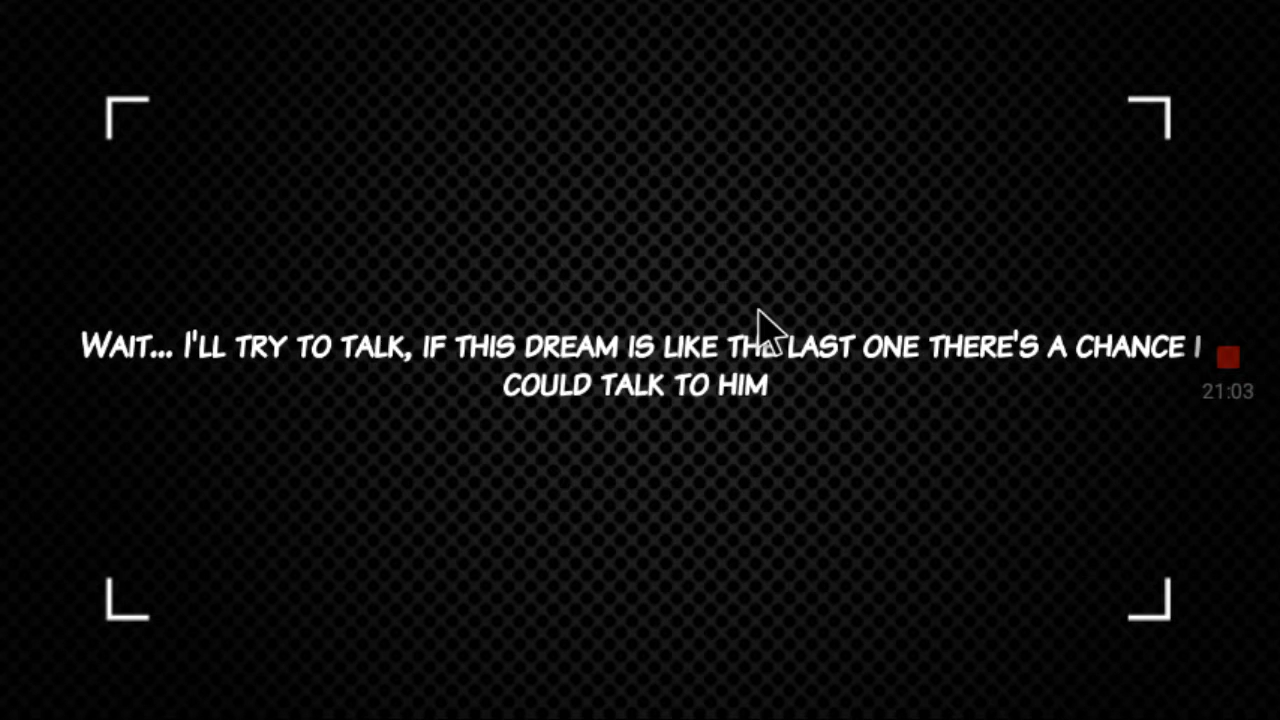 Wait... I'll try to talk, if this dream is like the last one there's a chance I
could talk to him
21:03